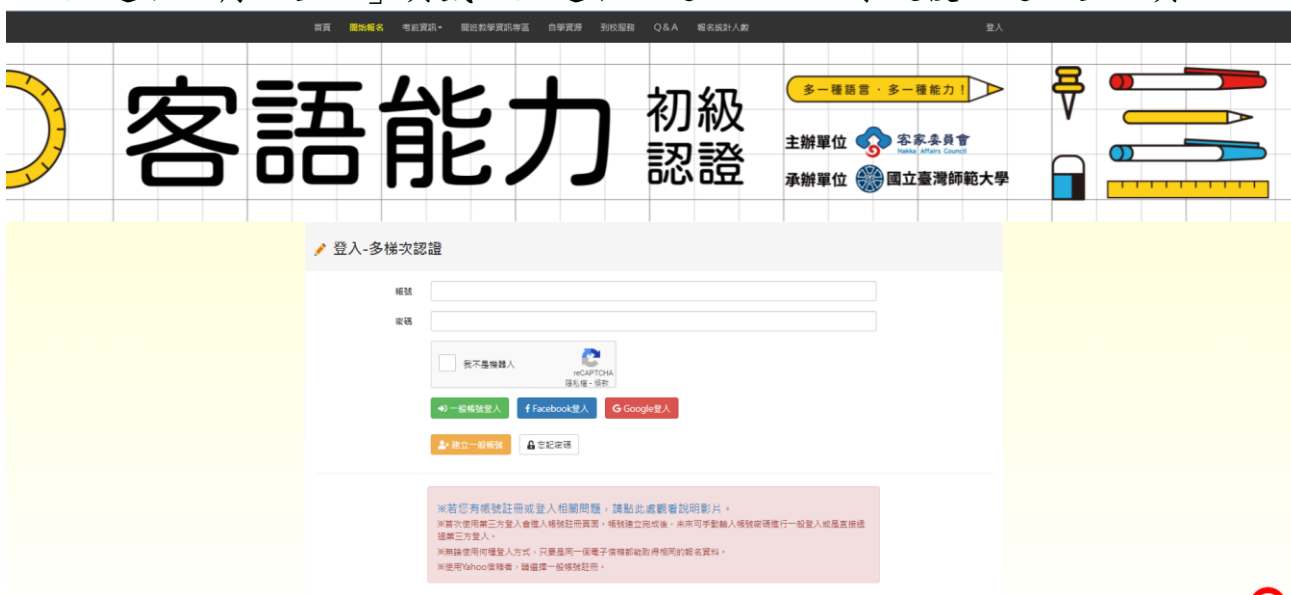 首頁 開始報名 考前資訊 開班教學資訊專區 自學資源 到校服務 Q&A 報名統計人數 登入
客語能力 初級認證
多一種語言・多一種能力!
主辦單位 客家委員會
Hakka Affairs Council
承辦單位 國立臺灣師範大學
登入-多梯次認證
帳號
密碼
我不是機器人
reCAPTCHA
隱私權 - 條款
一般帳號登入 Facebook登入 Google登入
建立一般帳號 忘記密碼
※若您有帳號註冊或登入相關問題,請點此處觀看說明影片。
※首次使用第三方登入會進入帳號註冊頁面。帳號建立完成後,未來可手動輸入帳號密碼進行一般登入或是直接透
過第三方登入。
※無論使用何種登入方式,只要是同一個電子信箱都能取得相同的報名資料。
※使用Yahoo信箱者,請選擇一般帳號註冊。